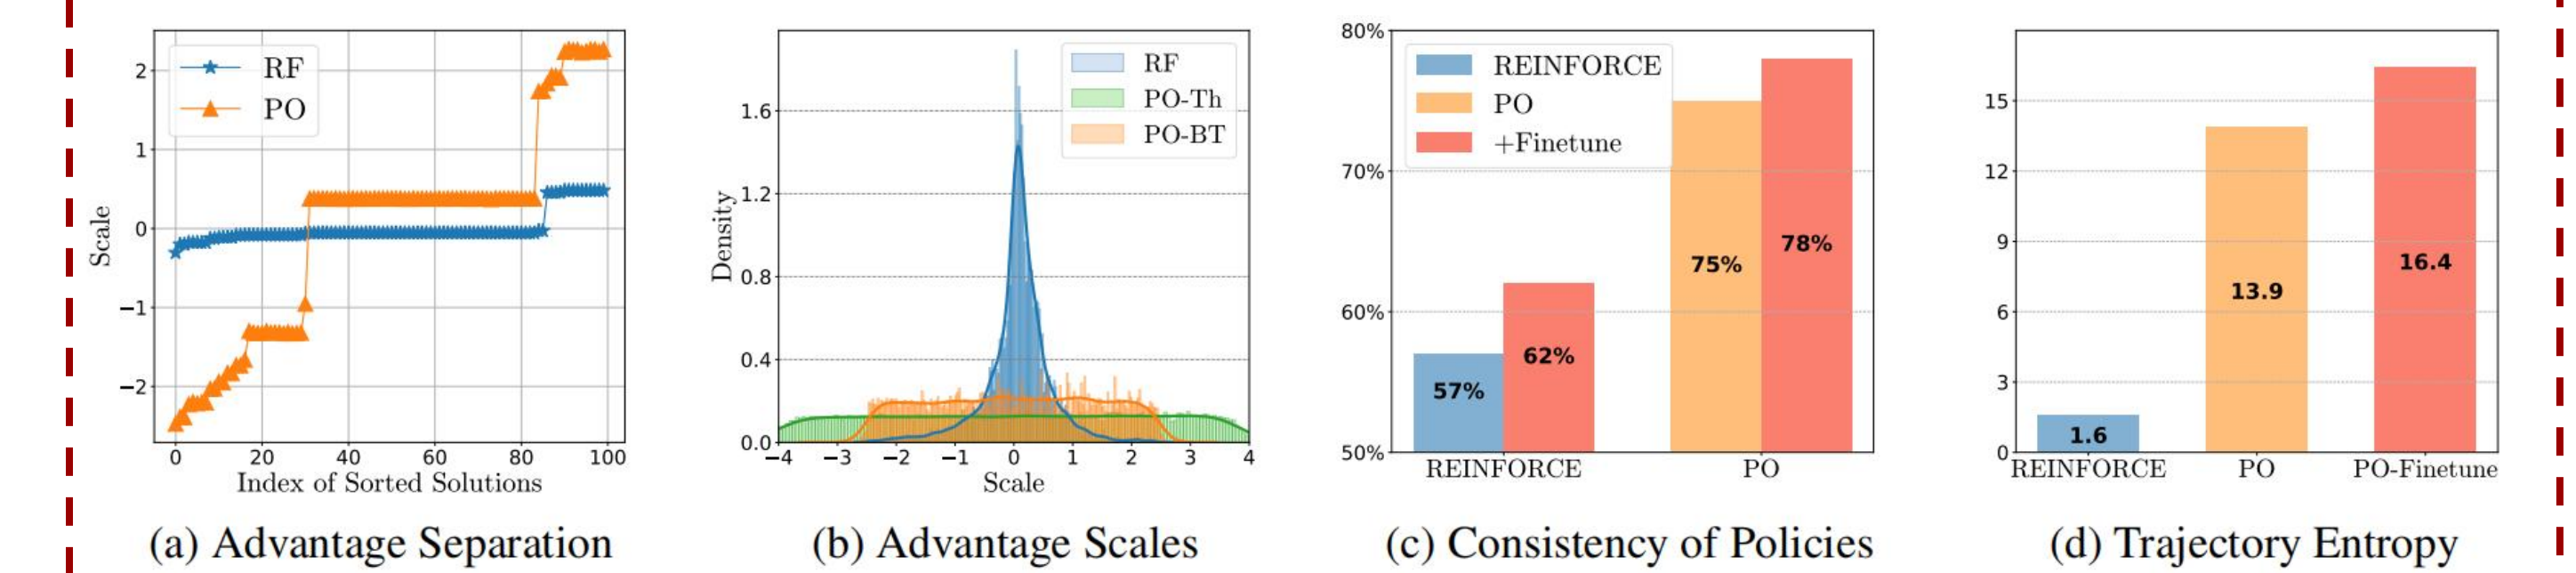 RF
PO
2
1
0
−1
−2
Scale
0
20
40
60
80
100
Index of Sorted Solutions
(a) Advantage Separation
RF
PO-Th
PO-BT
1.6
1.2
0.8
0.4
0.0
Density
−4
−3
−2
−1
0
1
2
3
4
Scale
(b) Advantage Scales
80%
70%
60%
50%
REINFORCE
PO
+Finetune
57%
62%
75%
78%
REINFORCE
PO
(c) Consistency of Policies
15
12
9
6
3
0
1.6
13.9
16.4
REINFORCE
PO
PO-Finetune
(d) Trajectory Entropy